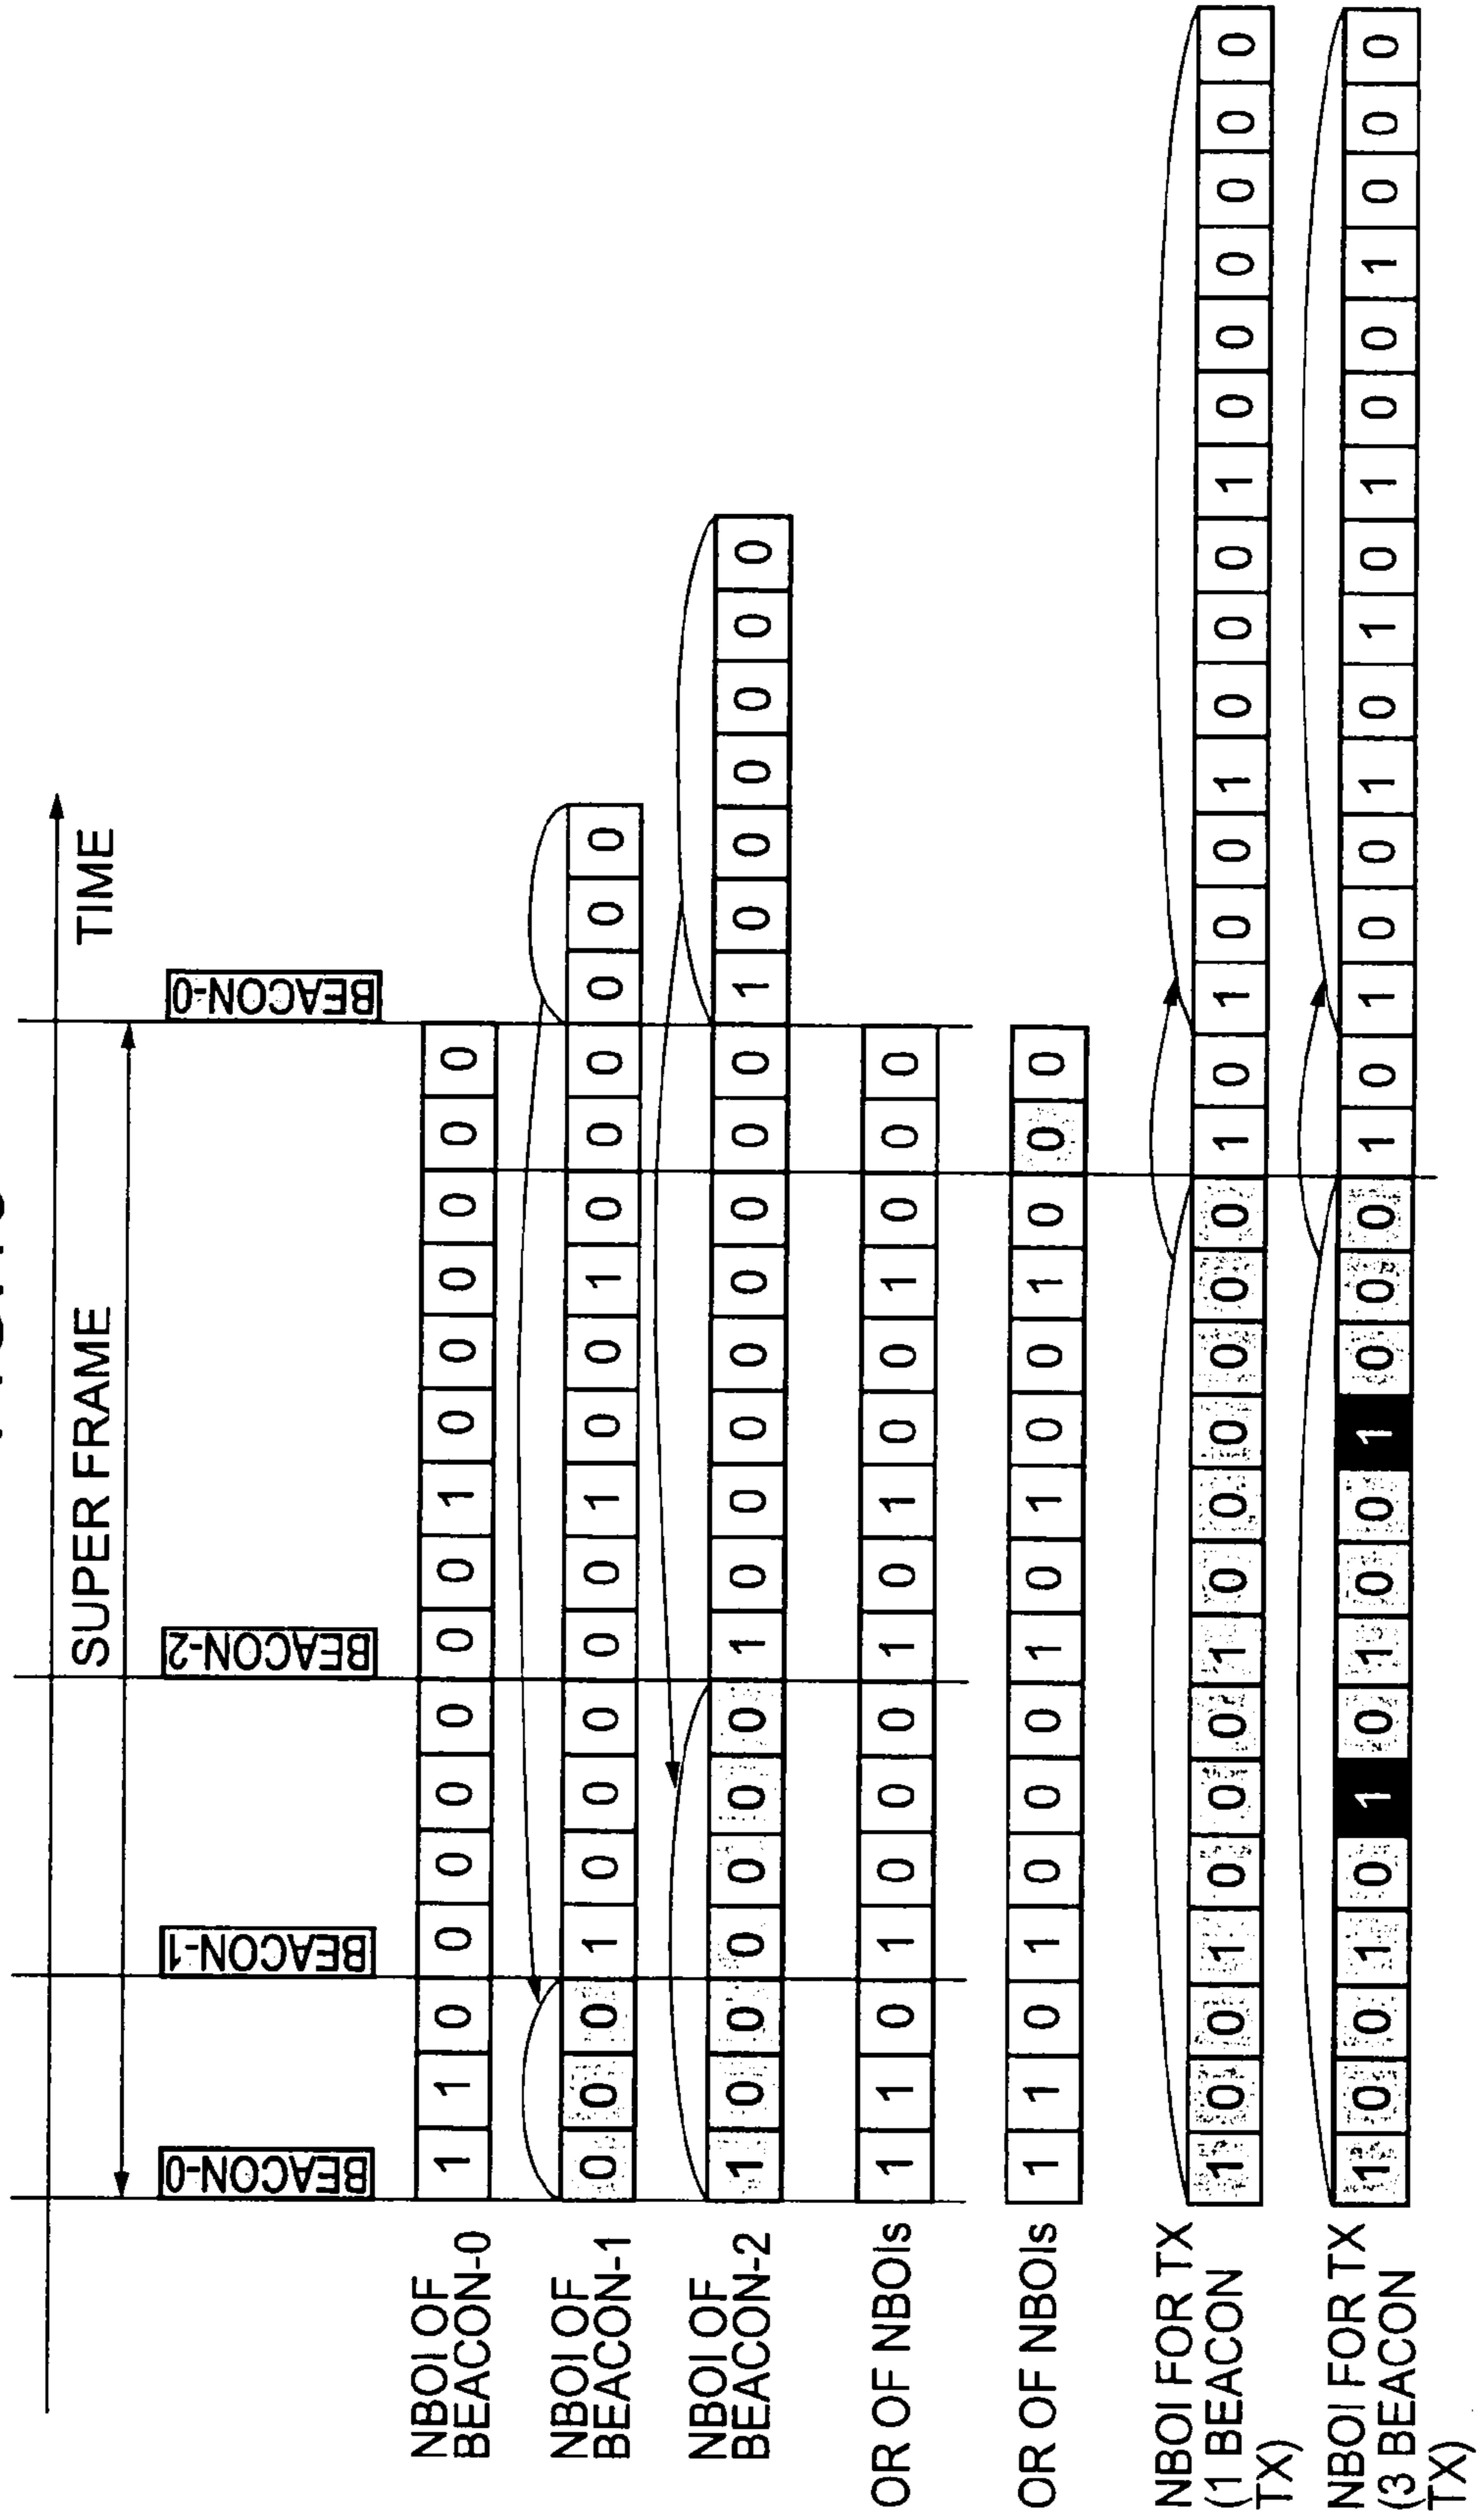 TIME
SUPER FRAME
BEACON-0
BEACON-1
BEACON-2
BEACON-0
NBOI OF
BEACON-0
1 1 0 0 0 0 0 0 0 1 0 0 0 0 0 0
NBOI OF
BEACON-1
0 0 0 1 0 0 0 0 0 1 0 0 1 0 0 0 0 0 0
NBOI OF
BEACON-2
1 0 0 0 0 0 0 1 0 0 0 0 0 0 0 0 1 0 0 0 0 0 0
OR OF NBOIs
1 1 0 1 0 0 0 1 0 1 0 0 1 0 0 0
OR OF NBOIs
1 1 0 1 0 0 0 1 0 1 0 0 1 0 0 0
NBOI FOR TX
(1 BEACON
TX)
1 0 0 1 0 0 0 1 0 0 0 0 0 0 1 0 1 0 0 1 0 0 0 1 0 0 0 0 0 0
NBOI FOR TX
(3 BEACON
TX)
1 0 0 1 0 1 0 1 0 0 1 0 0 0 1 0 1 0 0 1 0 1 0 1 0 0 1 0 0 0